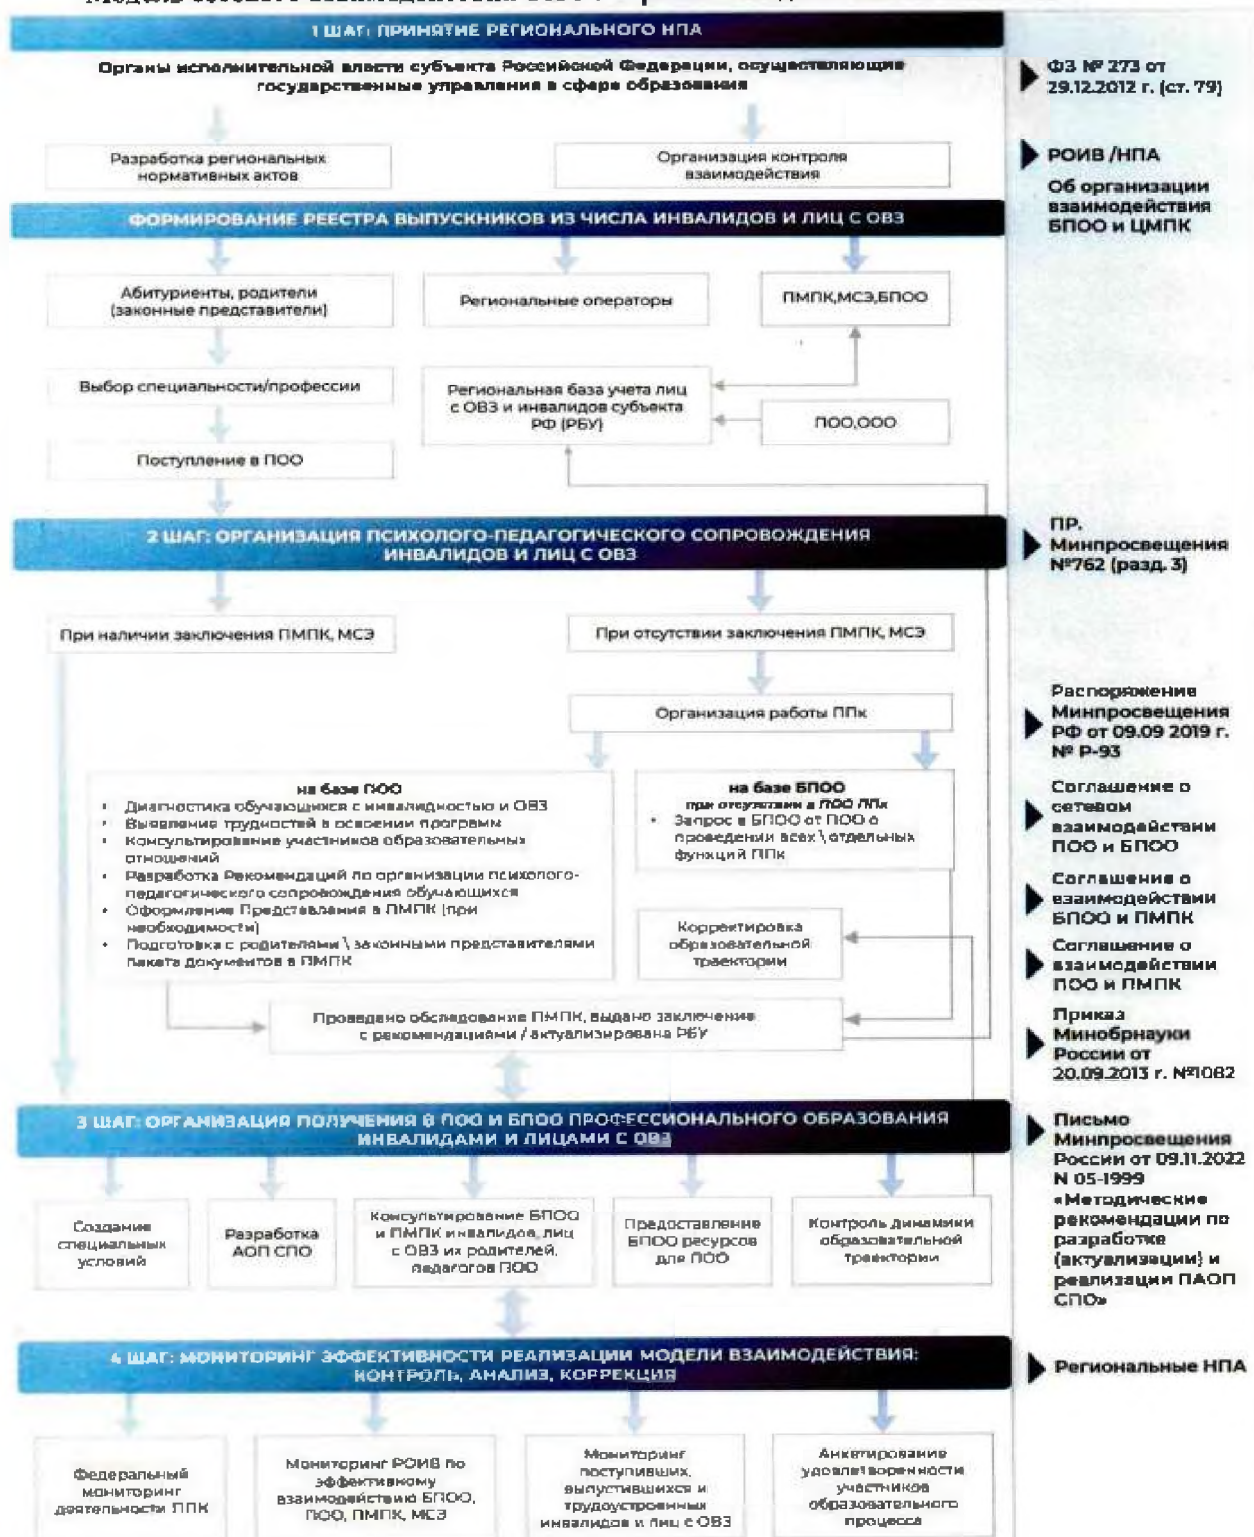 1 ШАГ: ПРИНЯТИЕ РЕГИОНАЛЬНОГО НПА
Органы исполнительной власти субъекта Российской Федерации, осуществляющие
государственные управления в сфере образования
ФЗ № 273 от
29.12.2012 г. (ст. 79)
Разработка региональных
нормативных актов
Организация контроля
взаимодействия
РОИВ /НПА
Об организации
взаимодействия
БПОО и ЦМПК
ФОРМИРОВАНИЕ РЕЕСТРА ВЫПУСКНИКОВ ИЗ ЧИСЛА ИНВАЛИДОВ И ЛИЦ С ОВЗ
Абитуриенты, родители
(законные представители)
Региональные операторы
ПМПК,МСЭ,БПОО
Выбор специальности/профессии
Региональная база учета лиц
с ОВЗ и инвалидов субъекта
РФ (РБУ)
ПОО,ООО
Поступление в ПОО
2 ШАГ: ОРГАНИЗАЦИЯ ПСИХОЛОГО-ПЕДАГОГИЧЕСКОГО СОПРОВОЖДЕНИЯ
ИНВАЛИДОВ И ЛИЦ С ОВЗ
ПР.
Минпросвещения
№762 (разд. 3)
При наличии заключения ПМПК, МСЭ
При отсутствии заключения ПМПК, МСЭ
Организация работы ППк
Распоряжение
Минпросвещения
РФ от 09.09 2019 г.
№ Р-93
на базе ПОО
• Диагностика обучающихся с инвалидностью и ОВЗ
• Выявление трудностей в освоении программ
• Консультирование участников образовательных
отношений
• Разработка Рекомендаций по организации психолого-
педагогического сопровождения обучающихся
• Оформление Представления в ПМПК (при
необходимости)
• Подготовка с родителями \ законными представителями
пакета документов в ПМПК
на базе БПОО
при отсутствии в ПОО ППк
• Запрос в БПОО от ПОО о
проведении всех \ отдельных
функций ППк
Соглашение о
сетевом
взаимодействии
ПОО и БПОО
Соглашение о
взаимодействии
БПОО и ПМПК
Корректировка
образовательной
траектории
Соглашение о
взаимодействии
ПОО и ПМПК
Проведано обследование ПМПК, выдано заключение
с рекомендациями / актуализирована РБУ
Приказ
Минобрнауки
России от
20.09.2013 г. №1082
3 ШАГ: ОРГАНИЗАЦИЯ ПОЛУЧЕНИЯ В ПОО И БПОО ПРОФЕССИОНАЛЬНОГО ОБРАЗОВАНИЯ
ИНВАЛИДАМИ И ЛИЦАМИ С ОВЗ
Письмо
Минпросвещения
России от 09.11.2022
N 05-1999
«Методические
рекомендации по
разработке
(актуализации) и
реализации ПАОП
СПО»
Создание
специальных
условий
Разработка
АОП СПО
Консультирование БПОО
и ПМПК инвалидов, лиц
с ОВЗ их родителей,
педагогов ПОО
Предоставление
БПОО ресурсов
для ПОО
Контроль динамики
образовательной
траектории
4 ШАГ: МОНИТОРИНГ ЭФФЕКТИВНОСТИ РЕАЛИЗАЦИИ МОДЕЛИ ВЗАИМОДЕЙСТВИЯ:
КОНТРОЛЬ, АНАЛИЗ, КОРРЕКЦИЯ
Региональные НПА
Федеральный
мониторинг
деятельности ППК
Мониторинг РОИВ по
эффективному
взаимодействию БПОО,
ПОО, ПМПК, МСЭ
Мониторинг
поступивших,
выпустившихся и
трудоустроенных
инвалидов и лиц с ОВЗ
Анкетирование
удовлетворенности
участников
образовательного
процесса